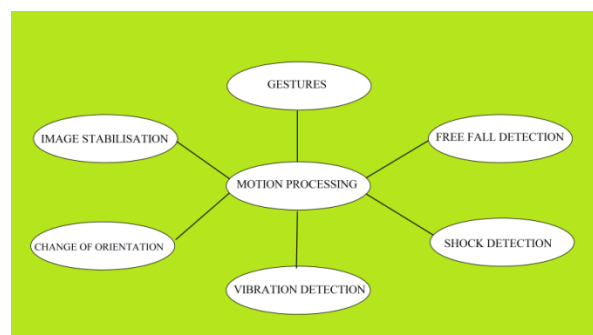 GESTURES
IMAGE STABILISATION
FREE FALL DETECTION
MOTION PROCESSING
CHANGE OF ORIENTATION
SHOCK DETECTION
VIBRATION DETECTION